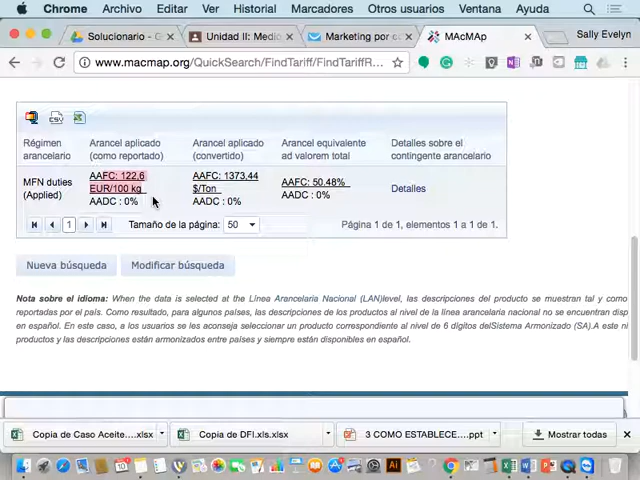 Chrome Archivo Editar Ver Historial Marcadores Otros usuarios Ventana
Solucionario - G
Unidad II: Medio
Marketing por co
MAcMAp
Sally Evelyn
www.macmap.org/QuickSearch/FindTariff/FindTariffR...
CSV
Régimen arancelario
Arancel aplicado (como reportado)
Arancel aplicado (convertido)
Arancel equivalente ad valorem total
Detalles sobre el contingente arancelario
MFN duties (Applied)
AAFC: 122,6 EUR/100 kg
AADC : 0%
AAFC: 1373,44 $/Ton
AADC : 0%
AAFC: 50.48%
AADC : 0%
Detalles
1
Tamaño de la página: 50
Página 1 de 1, elementos 1 a 1 de 1.
Nueva búsqueda
Modificar búsqueda
Nota sobre el idioma: When the data is selected at the Línea Arancelaria Nacional (LAN)level, las descripciones del producto se muestran tal y como
reportadas por el país. Como resultado, para algunos países, las descripciones de los productos al nivel de la línea arancelaria nacional no se encuentran disp
en español. En este caso, a los usuarios se les aconseja seleccionar un producto correspondiente al nivel de 6 dígitos delSistema Armonizado (SA).A este ni
productos y las descripciones están armonizados entre países y siempre están disponibles en español.
Copia de Caso Aceite....xlsx
Copia de DFI.xls.xlsx
3 COMO ESTABLECE....ppt
Mostrar todas